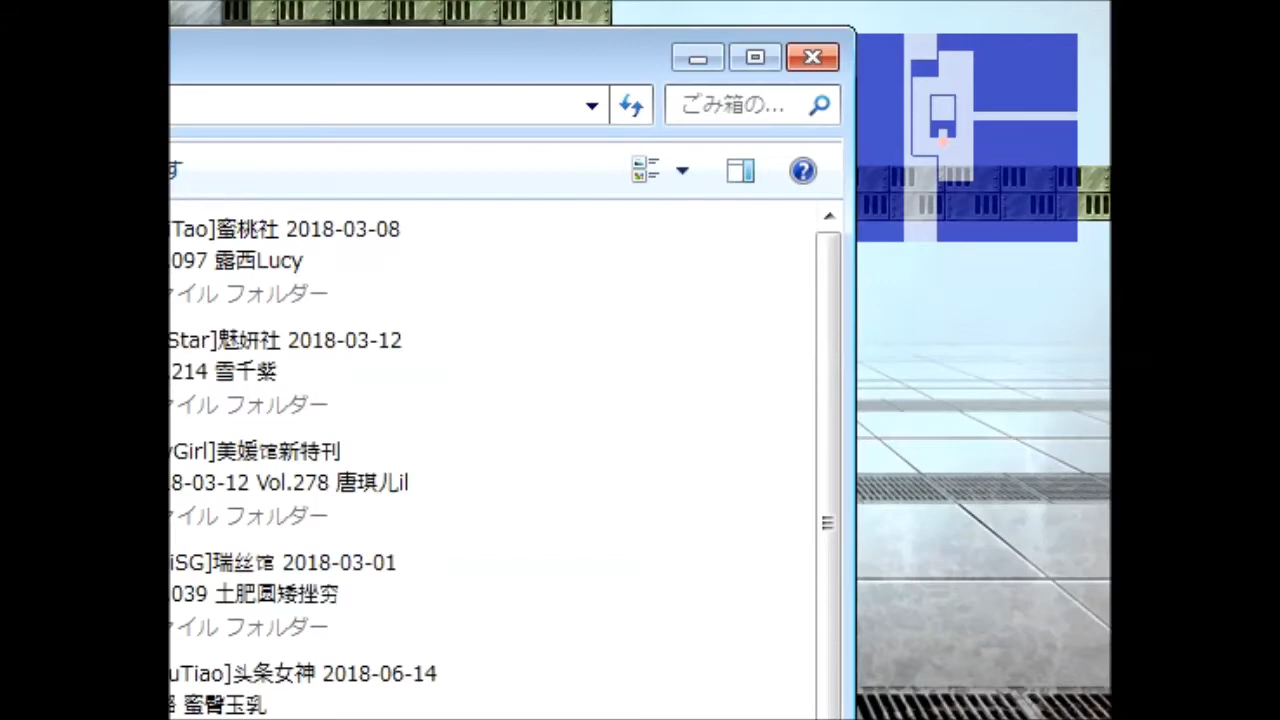 ごみ箱の...
す
Tao]蜜桃社 2018-03-08
.097 露西Lucy
イル フォルダー
Star]魅妍社 2018-03-12
.214 雪千紫
イル フォルダー
Girl]美媛馆新特刊
8-03-12 Vol.278 唐琪儿il
イル フォルダー
iSG]瑞丝馆 2018-03-01
039 土肥圆矮挫穷
イル フォルダー
uTiao]头条女神 2018-06-14
蜜臀玉乳